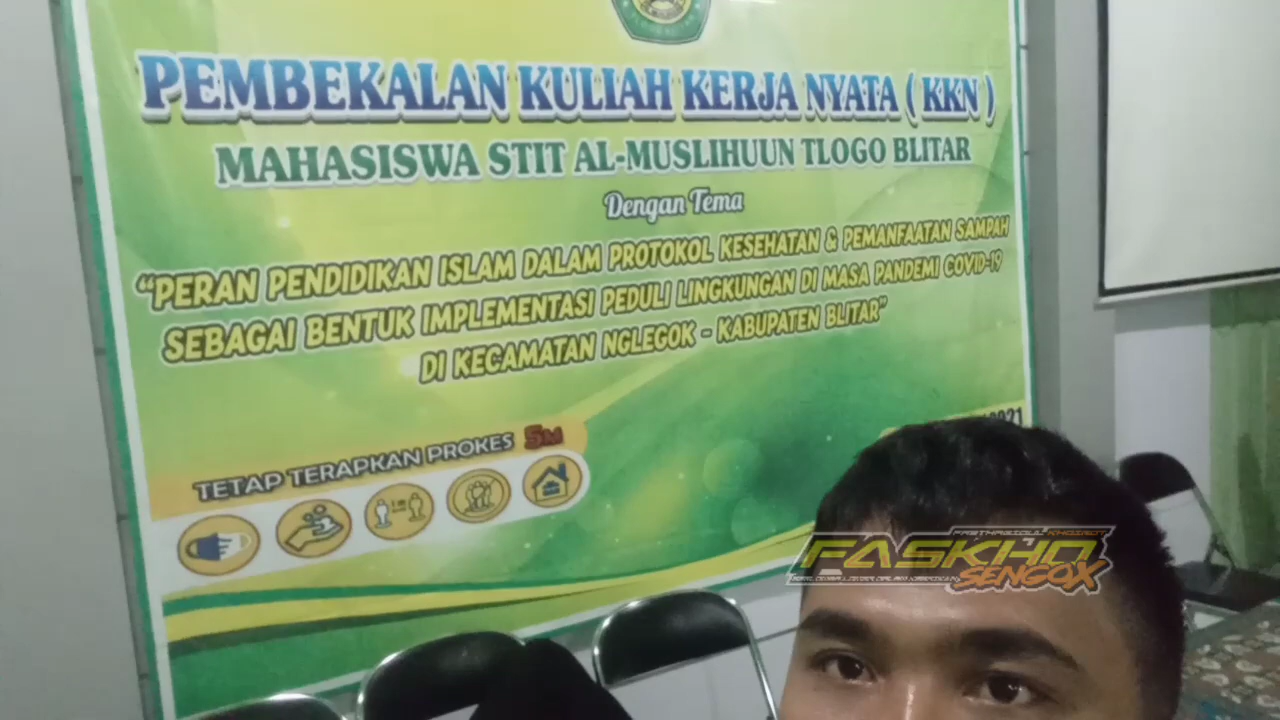 PEMBEKALAN KULIAH KERJA NYATA ( KKN )
MAHASISWA STIT AL-MUSLIHUUN TLOGO BLITAR
Dengan Tema
“PERAN PENDIDIKAN ISLAM DALAM PROTOKOL KESEHATAN & PEMANFAATAN SAMPAH
SEBAGAI BENTUK IMPLEMENTASI PEDULI LINGKUNGAN DI MASA PANDEMI COVID-19
DI KECAMATAN NGLEGOK - KABUPATEN BLITAR”
TETAP TERAPKAN PROKES 5M
FASKHO
SENGOX